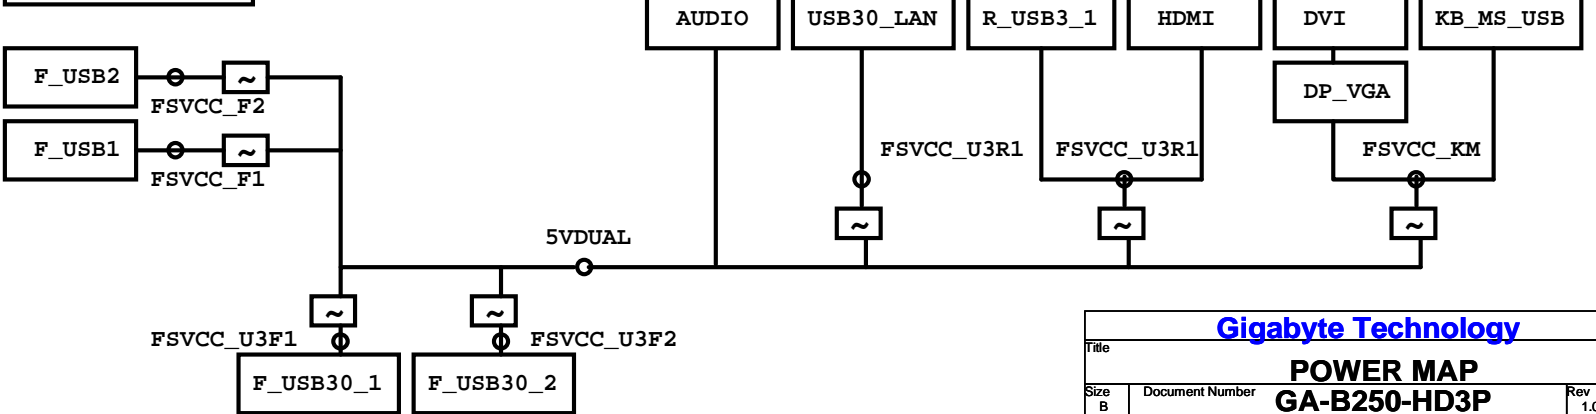 AUDIO USB30_LAN R_USB3_1 HDMI DVI KB_MS_USB
F_USB2
FSVCC_F2
DP_VGA
F_USB1
FSVCC_F1
FSVCC_U3R1 FSVCC_U3R1 FSVCC_KM
~ ~ ~ ~ ~
5VDUAL
~ ~
FSVCC_U3F1 FSVCC_U3F2
F_USB30_1 F_USB30_2
Gigabyte Technology
Title
POWER MAP
Size Document Number Rev
B GA-B250-HD3P